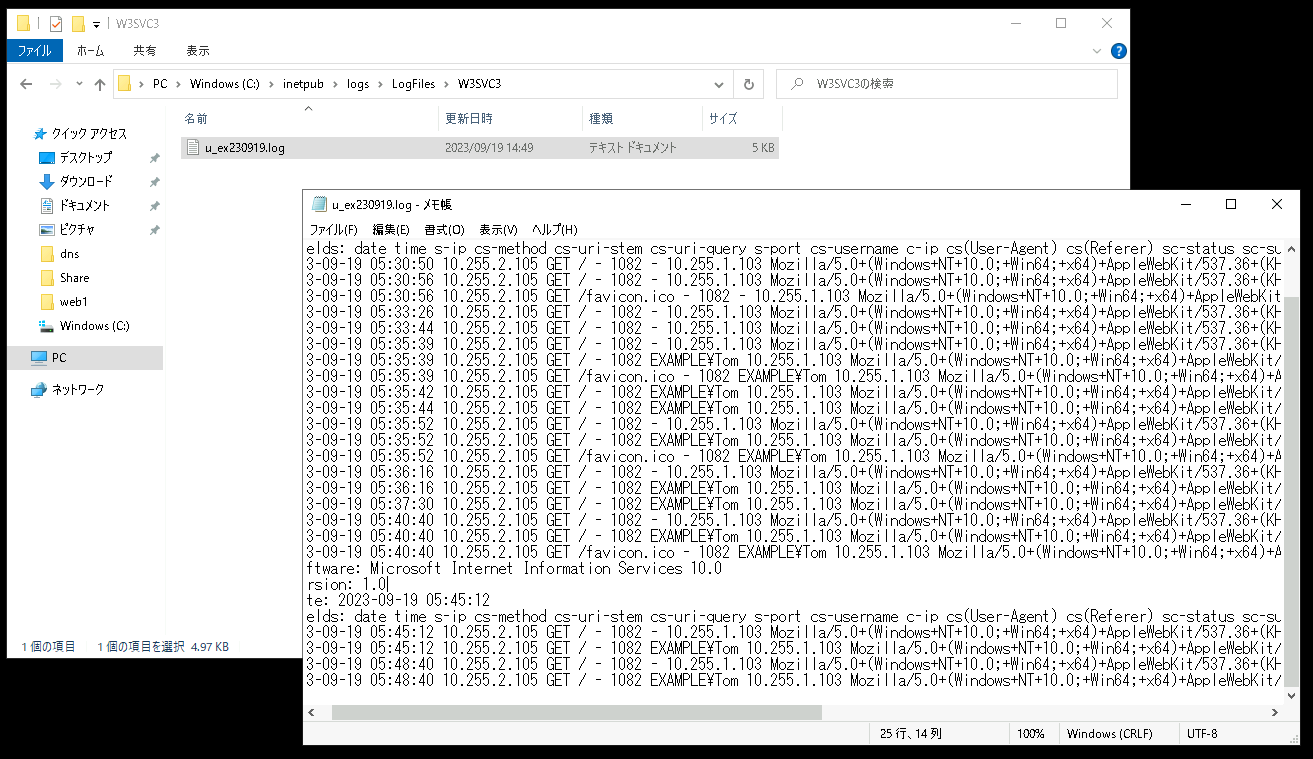 W3SVC3
ファイル ホーム 共有 表示
PC Windows (C:) inetpub logs LogFiles W3SVC3
W3SVC3の検索
クイック アクセス
デスクトップ
ダウンロード
ドキュメント
ピクチャ
dns
Share
web1
Windows (C:)
PC
ネットワーク
名前 更新日時 種類 サイズ
u_ex230919.log 2023/09/19 14:49 テキスト ドキュメント 5 KB
1 個の項目 1 個の項目を選択 4.97 KB
u_ex230919.log - メモ帳
ファイル(F) 編集(E) 書式(O) 表示(V) ヘルプ(H)
elds: date time s-ip cs-method cs-uri-stem cs-uri-query s-port cs-username c-ip cs(User-Agent) cs(Referer) sc-status sc-su
3-09-19 05:30:50 10.255.2.105 GET / - 1082 - 10.255.1.103 Mozilla/5.0+(Windows+NT+10.0;+Win64;+x64)+AppleWebKit/537.36+(KH
3-09-19 05:30:56 10.255.2.105 GET / - 1082 - 10.255.1.103 Mozilla/5.0+(Windows+NT+10.0;+Win64;+x64)+AppleWebKit/537.36+(KH
3-09-19 05:30:56 10.255.2.105 GET /favicon.ico - 1082 - 10.255.1.103 Mozilla/5.0+(Windows+NT+10.0;+Win64;+x64)+AppleWebKit
3-09-19 05:33:26 10.255.2.105 GET / - 1082 - 10.255.1.103 Mozilla/5.0+(Windows+NT+10.0;+Win64;+x64)+AppleWebKit/537.36+(KH
3-09-19 05:33:44 10.255.2.105 GET / - 1082 - 10.255.1.103 Mozilla/5.0+(Windows+NT+10.0;+Win64;+x64)+AppleWebKit/537.36+(KH
3-09-19 05:35:39 10.255.2.105 GET / - 1082 - 10.255.1.103 Mozilla/5.0+(Windows+NT+10.0;+Win64;+x64)+AppleWebKit/537.36+(KH
3-09-19 05:35:39 10.255.2.105 GET / - 1082 EXAMPLE¥Tom 10.255.1.103 Mozilla/5.0+(Windows+NT+10.0;+Win64;+x64)+AppleWebKit/
3-09-19 05:35:39 10.255.2.105 GET /favicon.ico - 1082 EXAMPLE¥Tom 10.255.1.103 Mozilla/5.0+(Windows+NT+10.0;+Win64;+x64)+A
3-09-19 05:35:42 10.255.2.105 GET / - 1082 EXAMPLE¥Tom 10.255.1.103 Mozilla/5.0+(Windows+NT+10.0;+Win64;+x64)+AppleWebKit/
3-09-19 05:35:44 10.255.2.105 GET / - 1082 EXAMPLE¥Tom 10.255.1.103 Mozilla/5.0+(Windows+NT+10.0;+Win64;+x64)+AppleWebKit/
3-09-19 05:35:52 10.255.2.105 GET / - 1082 - 10.255.1.103 Mozilla/5.0+(Windows+NT+10.0;+Win64;+x64)+AppleWebKit/537.36+(KH
3-09-19 05:35:52 10.255.2.105 GET / - 1082 EXAMPLE¥Tom 10.255.1.103 Mozilla/5.0+(Windows+NT+10.0;+Win64;+x64)+AppleWebKit/
3-09-19 05:35:52 10.255.2.105 GET /favicon.ico - 1082 EXAMPLE¥Tom 10.255.1.103 Mozilla/5.0+(Windows+NT+10.0;+Win64;+x64)+A
3-09-19 05:36:16 10.255.2.105 GET / - 1082 - 10.255.1.103 Mozilla/5.0+(Windows+NT+10.0;+Win64;+x64)+AppleWebKit/537.36+(KH
3-09-19 05:36:16 10.255.2.105 GET / - 1082 EXAMPLE¥Tom 10.255.1.103 Mozilla/5.0+(Windows+NT+10.0;+Win64;+x64)+AppleWebKit/
3-09-19 05:37:30 10.255.2.105 GET / - 1082 EXAMPLE¥Tom 10.255.1.103 Mozilla/5.0+(Windows+NT+10.0;+Win64;+x64)+AppleWebKit/
3-09-19 05:40:40 10.255.2.105 GET / - 1082 - 10.255.1.103 Mozilla/5.0+(Windows+NT+10.0;+Win64;+x64)+AppleWebKit/537.36+(KH
3-09-19 05:40:40 10.255.2.105 GET / - 1082 EXAMPLE¥Tom 10.255.1.103 Mozilla/5.0+(Windows+NT+10.0;+Win64;+x64)+AppleWebKit/
3-09-19 05:40:40 10.255.2.105 GET /favicon.ico - 1082 EXAMPLE¥Tom 10.255.1.103 Mozilla/5.0+(Windows+NT+10.0;+Win64;+x64)+A
ftware: Microsoft Internet Information Services 10.0
rsion: 1.0
te: 2023-09-19 05:45:12
elds: date time s-ip cs-method cs-uri-stem cs-uri-query s-port cs-username c-ip cs(User-Agent) cs(Referer) sc-status sc-su
3-09-19 05:45:12 10.255.2.105 GET / - 1082 - 10.255.1.103 Mozilla/5.0+(Windows+NT+10.0;+Win64;+x64)+AppleWebKit/537.36+(KH
3-09-19 05:45:12 10.255.2.105 GET / - 1082 EXAMPLE¥Tom 10.255.1.103 Mozilla/5.0+(Windows+NT+10.0;+Win64;+x64)+AppleWebKit/
3-09-19 05:48:40 10.255.2.105 GET / - 1082 - 10.255.1.103 Mozilla/5.0+(Windows+NT+10.0;+Win64;+x64)+AppleWebKit/537.36+(KH
3-09-19 05:48:40 10.255.2.105 GET / - 1082 EXAMPLE¥Tom 10.255.1.103 Mozilla/5.0+(Windows+NT+10.0;+Win64;+x64)+AppleWebKit/
25 行、14 列 100% Windows (CRLF) UTF-8